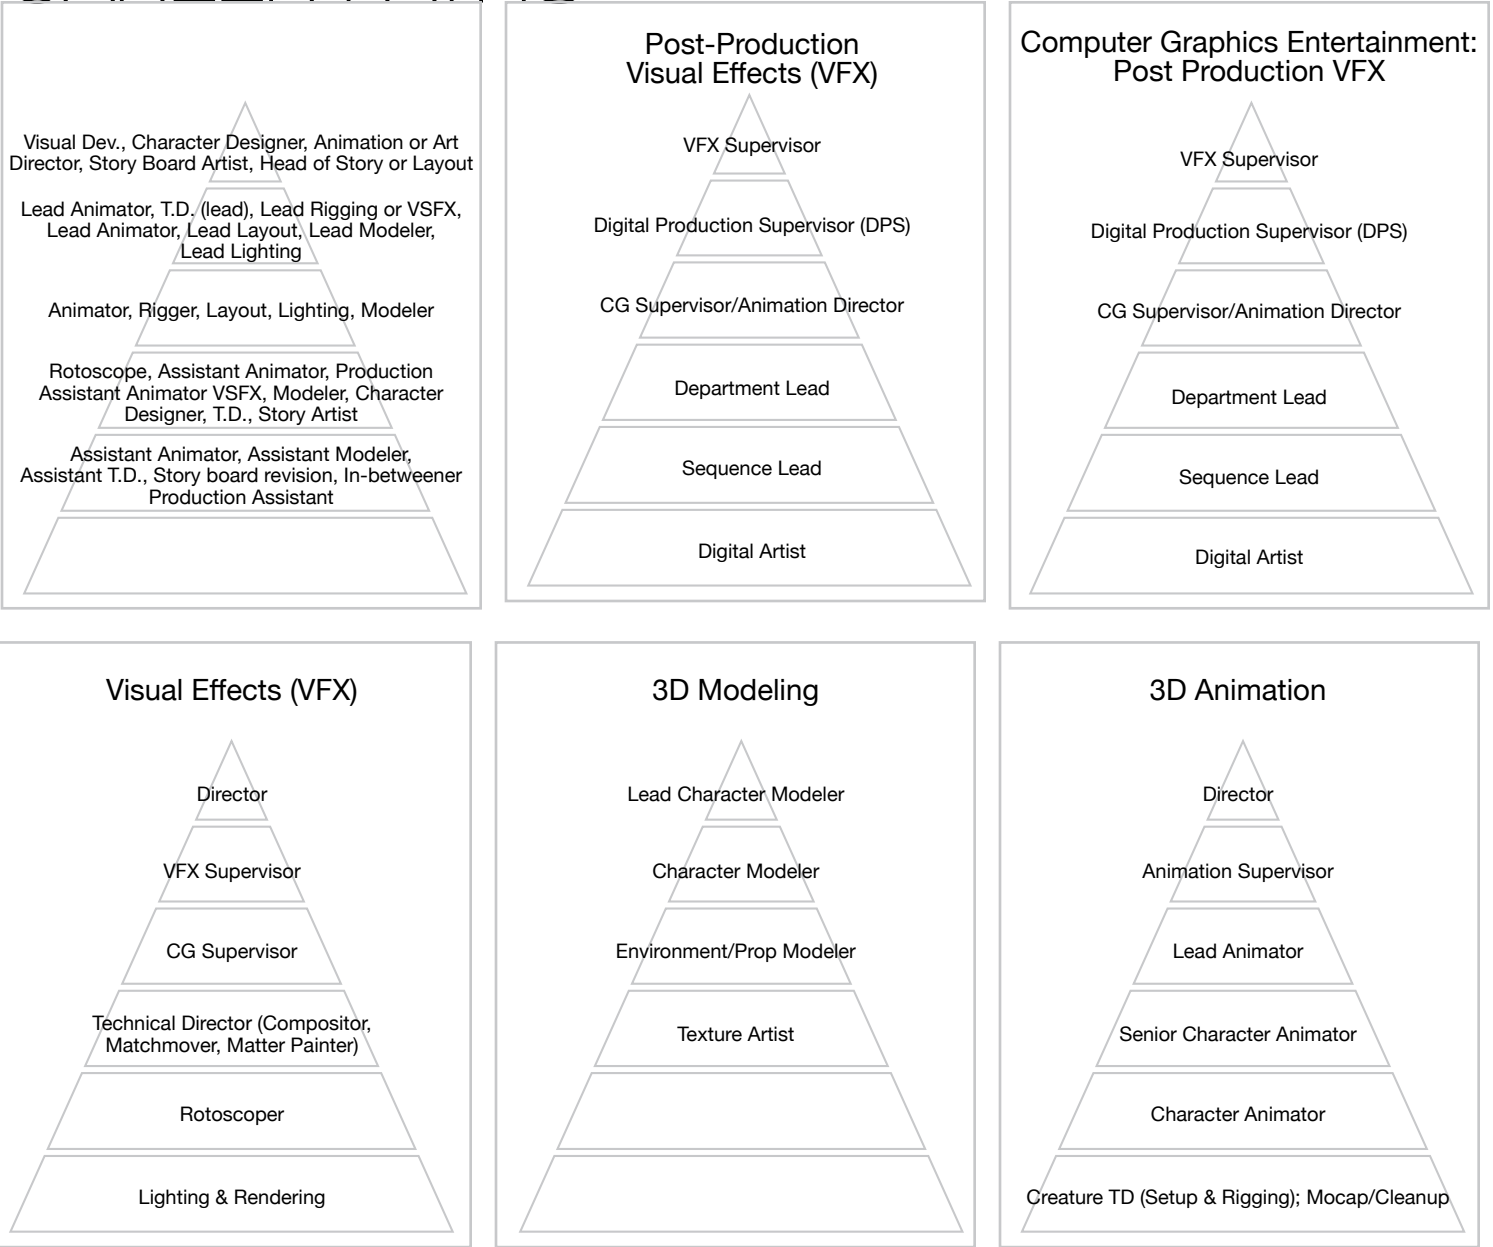 Visual Dev., Character Designer, Animation or Art
Director, Story Board Artist, Head of Story or Layout
Lead Animator, T.D. (lead), Lead Rigging or VSFX,
Lead Animator, Lead Layout, Lead Modeler,
Lead Lighting
Animator, Rigger, Layout, Lighting, Modeler
Rotoscope, Assistant Animator, Production
Assistant Animator VSFX, Modeler, Character
Designer, T.D., Story Artist
Assistant Animator, Assistant Modeler,
Assistant T.D., Story board revision, In-betweener
Production Assistant
Post-Production
Visual Effects (VFX)
VFX Supervisor
Digital Production Supervisor (DPS)
CG Supervisor/Animation Director
Department Lead
Sequence Lead
Digital Artist
Computer Graphics Entertainment:
Post Production VFX
VFX Supervisor
Digital Production Supervisor (DPS)
CG Supervisor/Animation Director
Department Lead
Sequence Lead
Digital Artist
Visual Effects (VFX)
Director
VFX Supervisor
CG Supervisor
Technical Director (Compositor,
Matchmover, Matter Painter)
Rotoscoper
Lighting & Rendering
3D Modeling
Lead Character Modeler
Character Modeler
Environment/Prop Modeler
Texture Artist
3D Animation
Director
Animation Supervisor
Lead Animator
Senior Character Animator
Character Animator
Creature TD (Setup & Rigging); Mocap/Cleanup